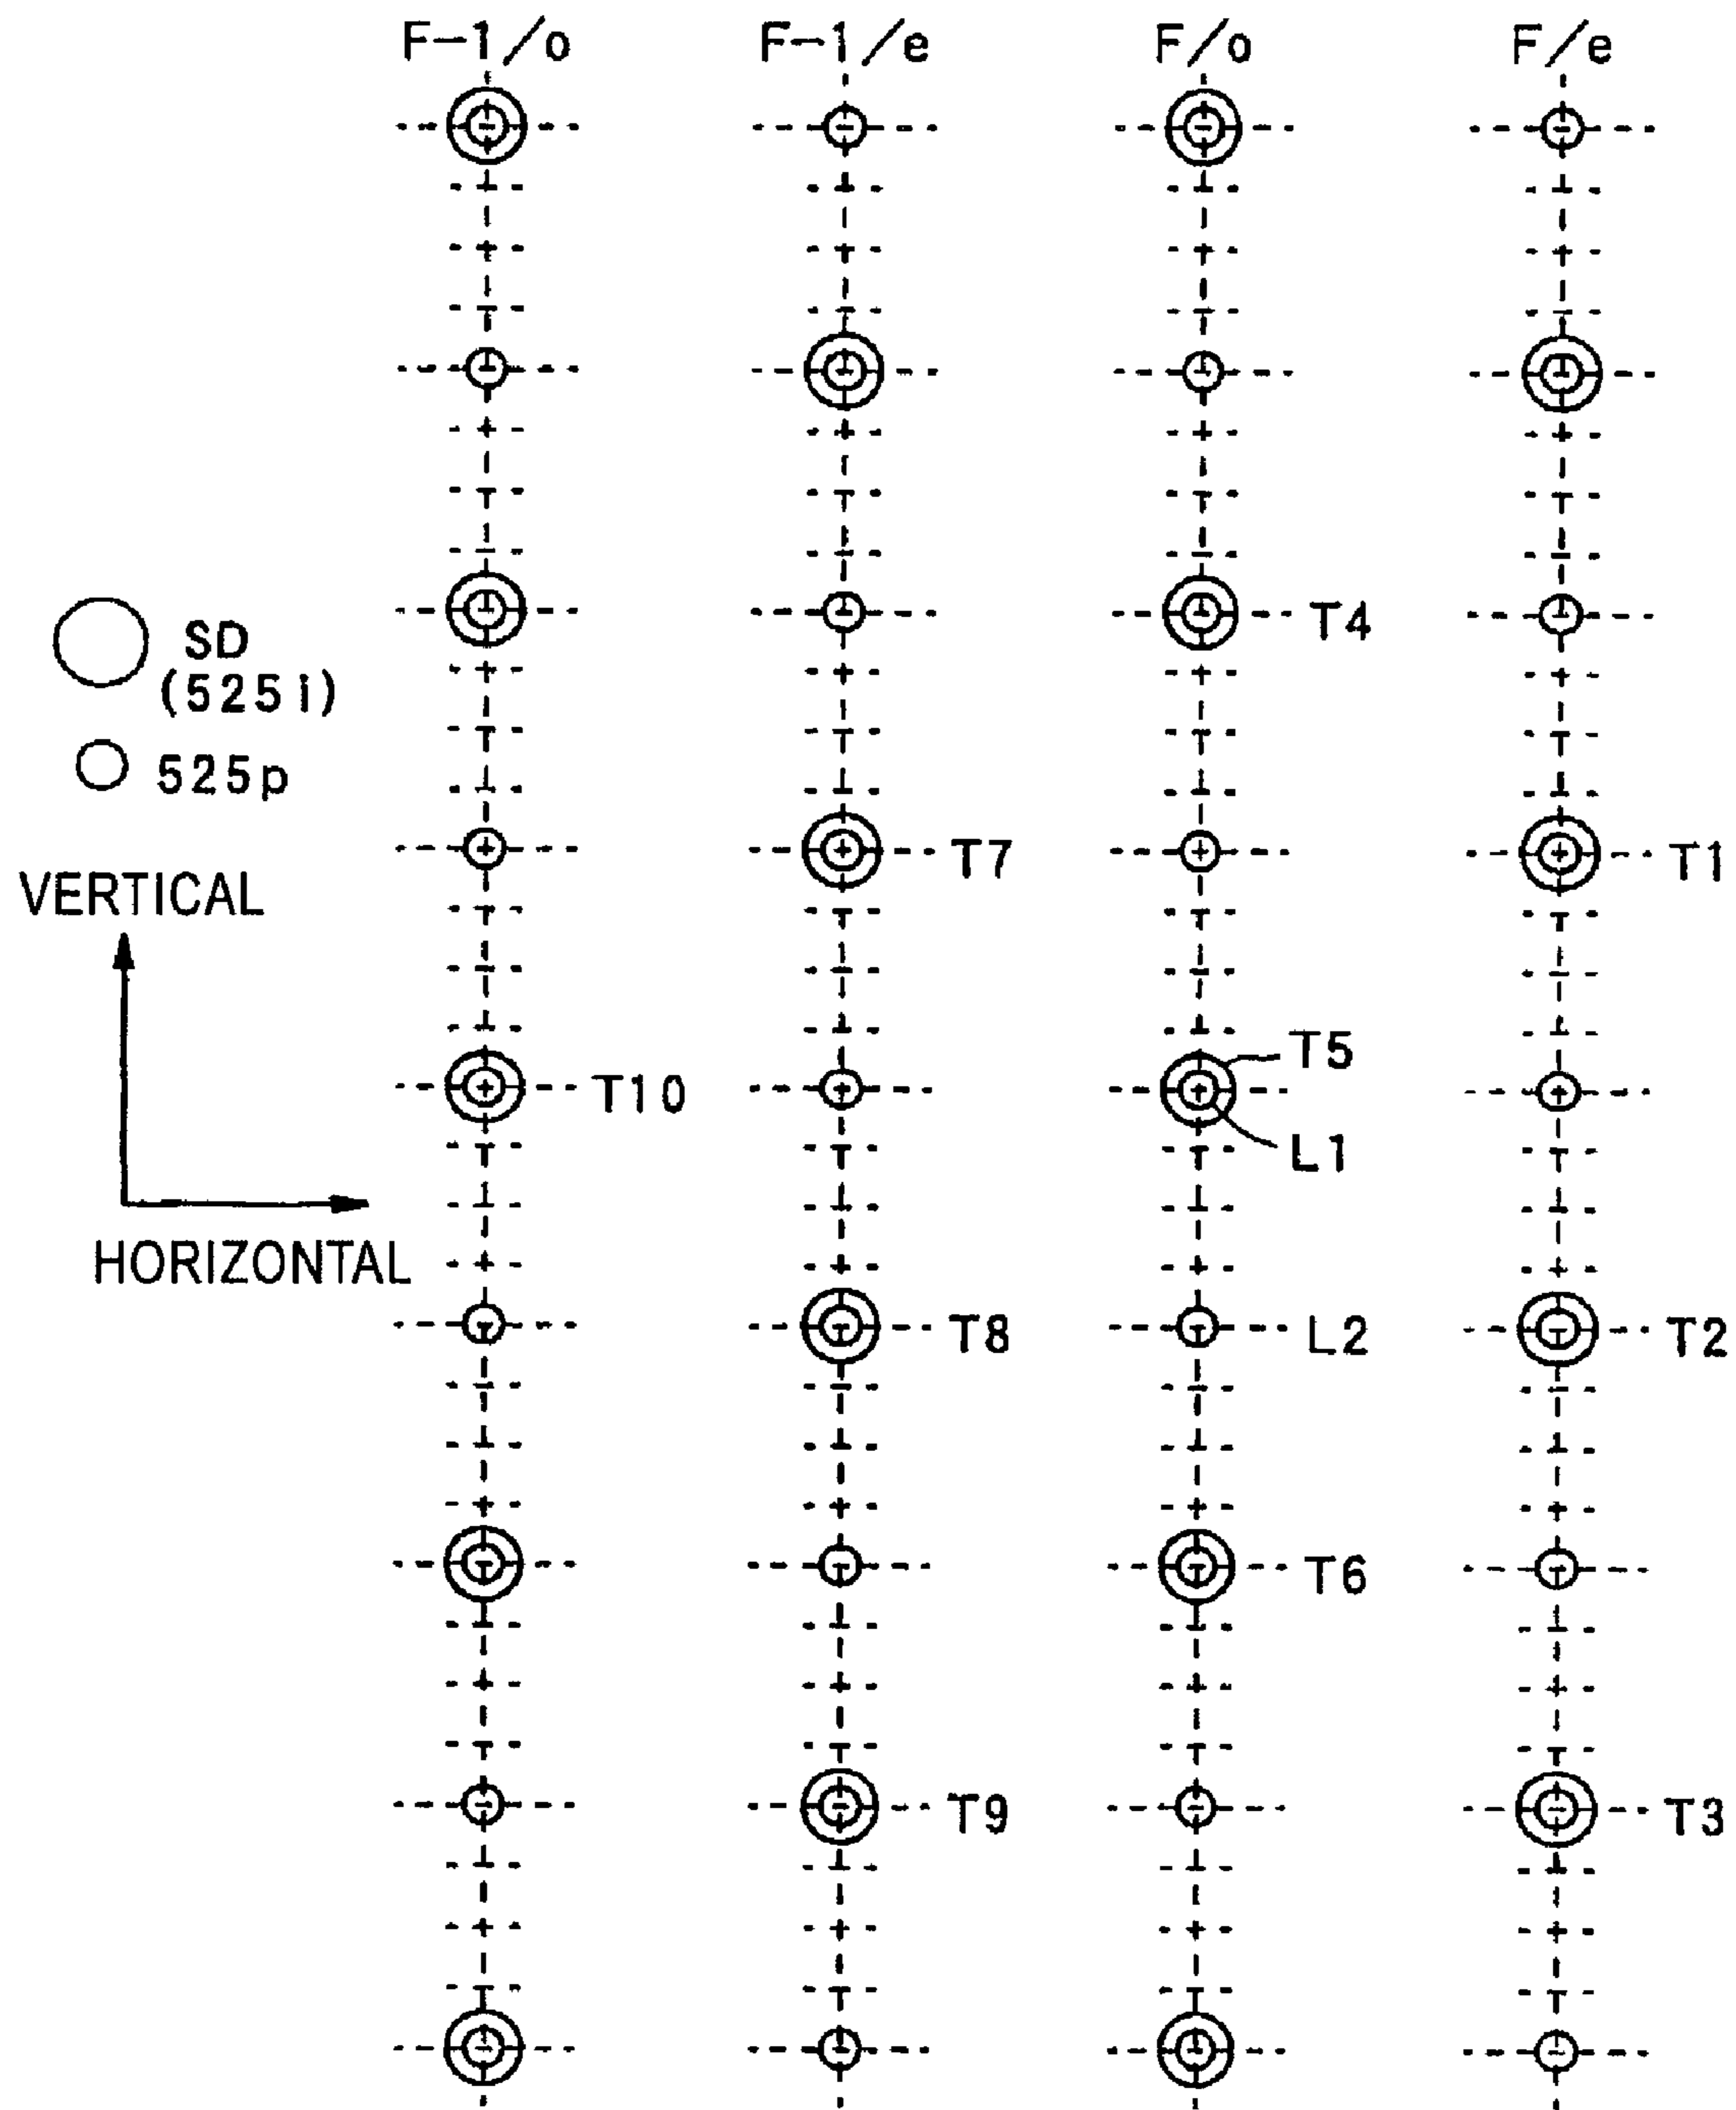 F-1/o F-1/e F/o F/e
T4
SD
(525i)
525p
T7 T1
VERTICAL
T5
T10
L1
HORIZONTAL
T8 L2 T2
T6
T9 T3